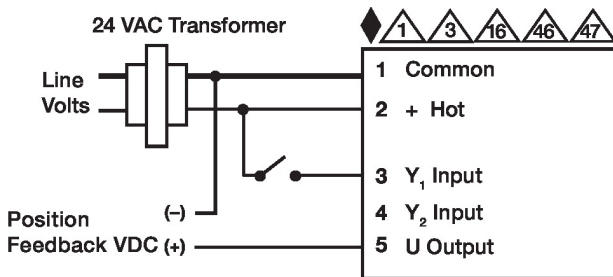 24 VAC Transformer
1 3 16 46 47
Line
Volts
1 Common
2 + Hot
3 Y₁ Input
4 Y₂ Input
5 U Output
Position (–)
Feedback VDC (+)